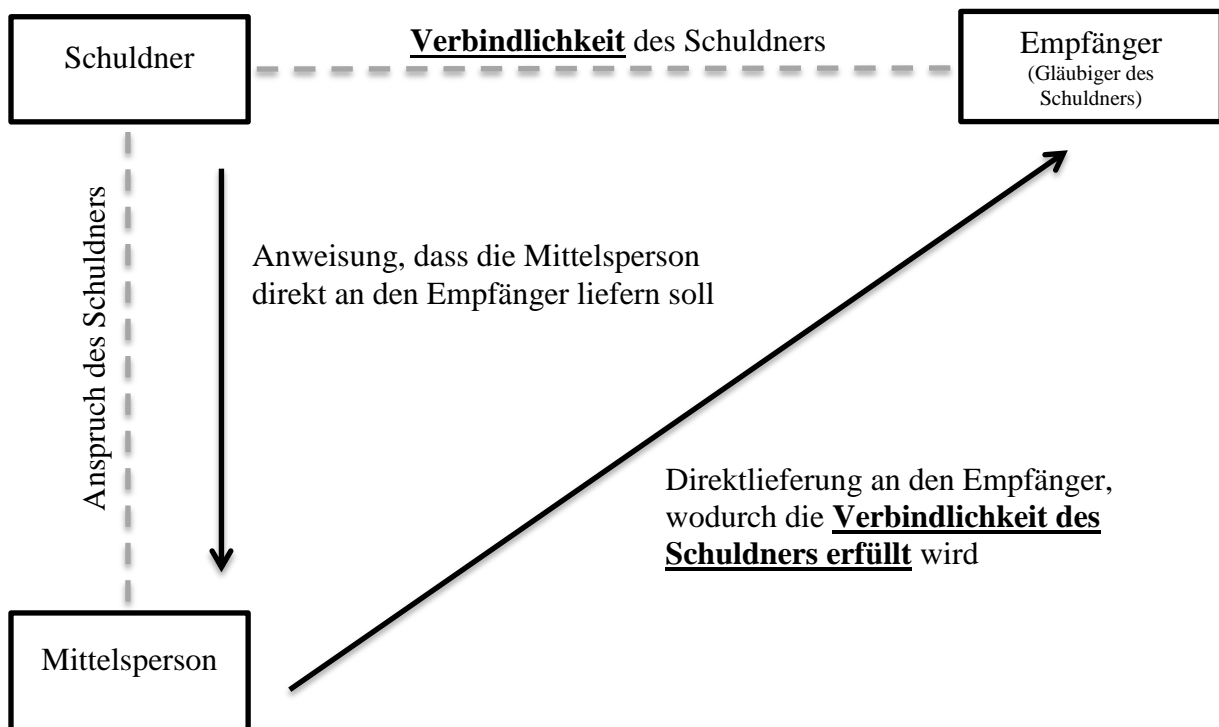 Schuldner
Verbindlichkeit des Schuldners
Empfänger
(Gläubiger des
Schuldners)
Anspruch des Schuldners
Anweisung, dass die Mittelsperson
direkt an den Empfänger liefern soll
Direktlieferung an den Empfänger,
wodurch die Verbindlichkeit des
Schuldners erfüllt wird
Mittelsperson